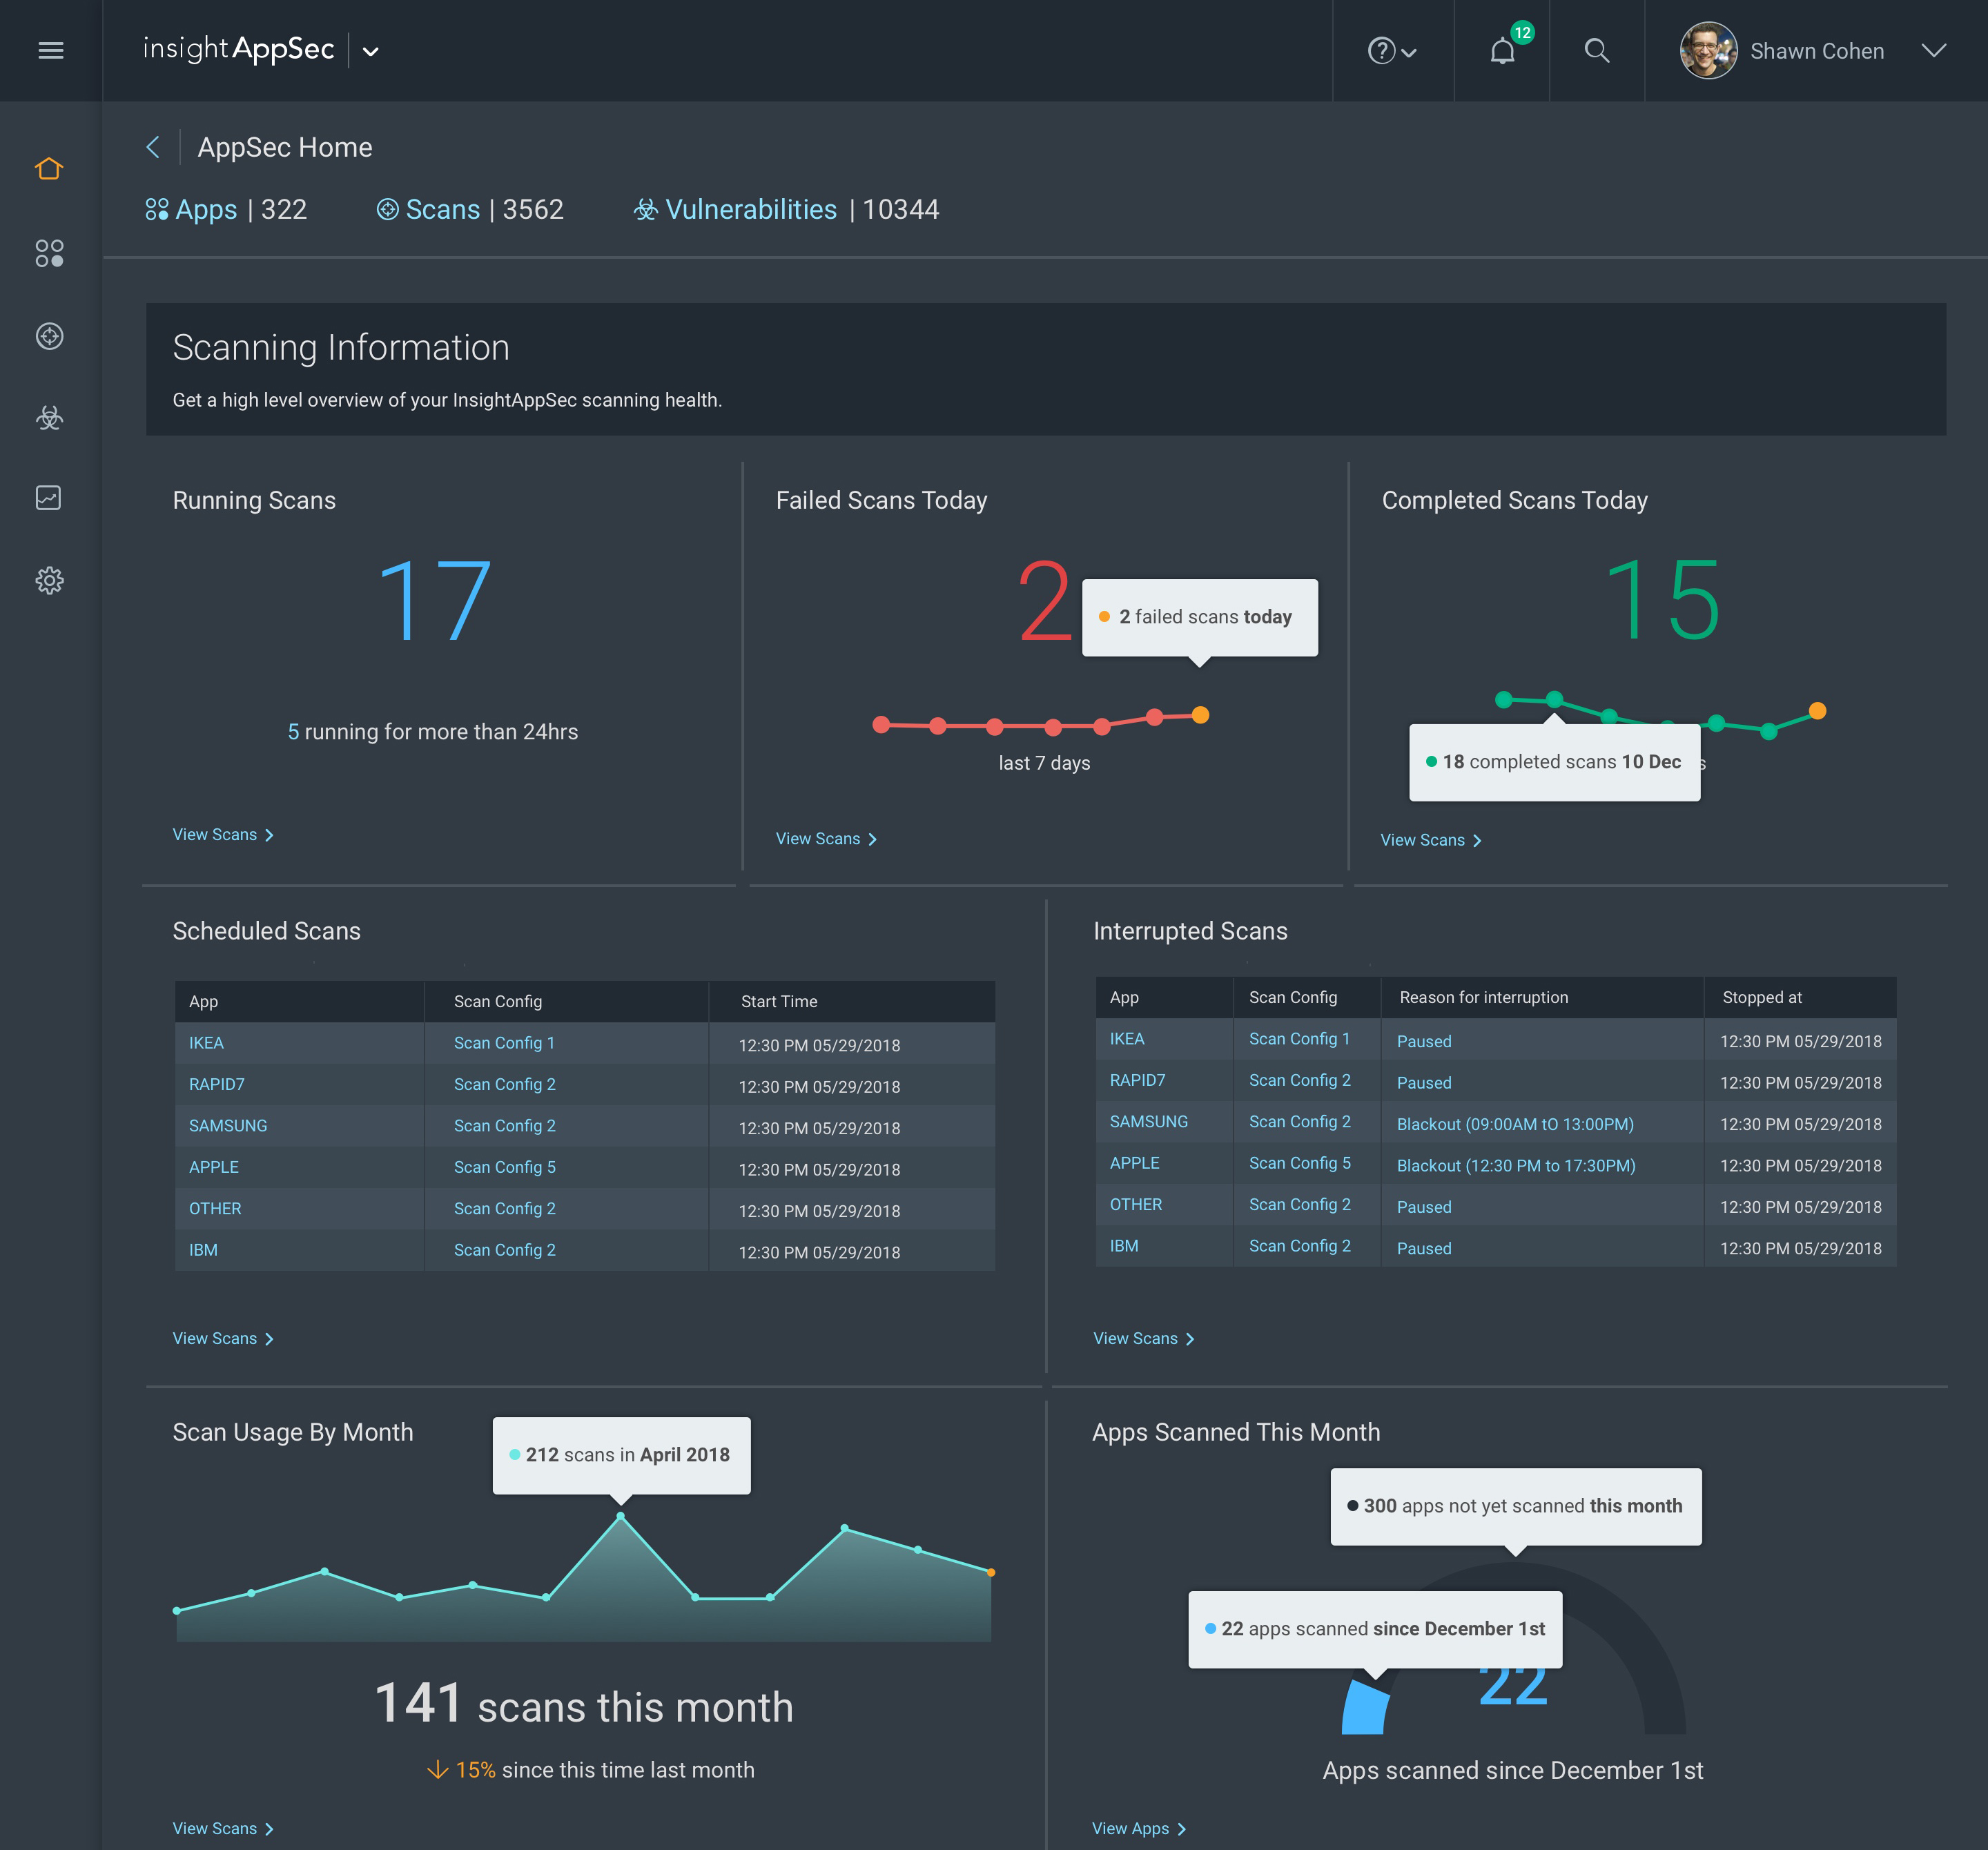 insightAppSec
12
Shawn Cohen
AppSec Home
Apps | 322
Scans | 3562
Vulnerabilities | 10344
Scanning Information
Get a high level overview of your InsightAppSec scanning health.
Running Scans
17
5 running for more than 24hrs
View Scans
Failed Scans Today
2
2 failed scans today
last 7 days
View Scans
Completed Scans Today
15
18 completed scans 10 Dec
s
View Scans
Scheduled Scans
App Scan Config Start Time
IKEA Scan Config 1 12:30 PM 05/29/2018
RAPID7 Scan Config 2 12:30 PM 05/29/2018
SAMSUNG Scan Config 2 12:30 PM 05/29/2018
APPLE Scan Config 5 12:30 PM 05/29/2018
OTHER Scan Config 2 12:30 PM 05/29/2018
IBM Scan Config 2 12:30 PM 05/29/2018
View Scans
Interrupted Scans
App Scan Config Reason for interruption Stopped at
IKEA Scan Config 1 Paused 12:30 PM 05/29/2018
RAPID7 Scan Config 2 Paused 12:30 PM 05/29/2018
SAMSUNG Scan Config 2 Blackout (09:00AM tO 13:00PM) 12:30 PM 05/29/2018
APPLE Scan Config 5 Blackout (12:30 PM to 17:30PM) 12:30 PM 05/29/2018
OTHER Scan Config 2 Paused 12:30 PM 05/29/2018
IBM Scan Config 2 Paused 12:30 PM 05/29/2018
View Scans
Scan Usage By Month
212 scans in April 2018
141 scans this month
15% since this time last month
View Scans
Apps Scanned This Month
300 apps not yet scanned this month
22 apps scanned since December 1st
22
Apps scanned since December 1st
View Apps